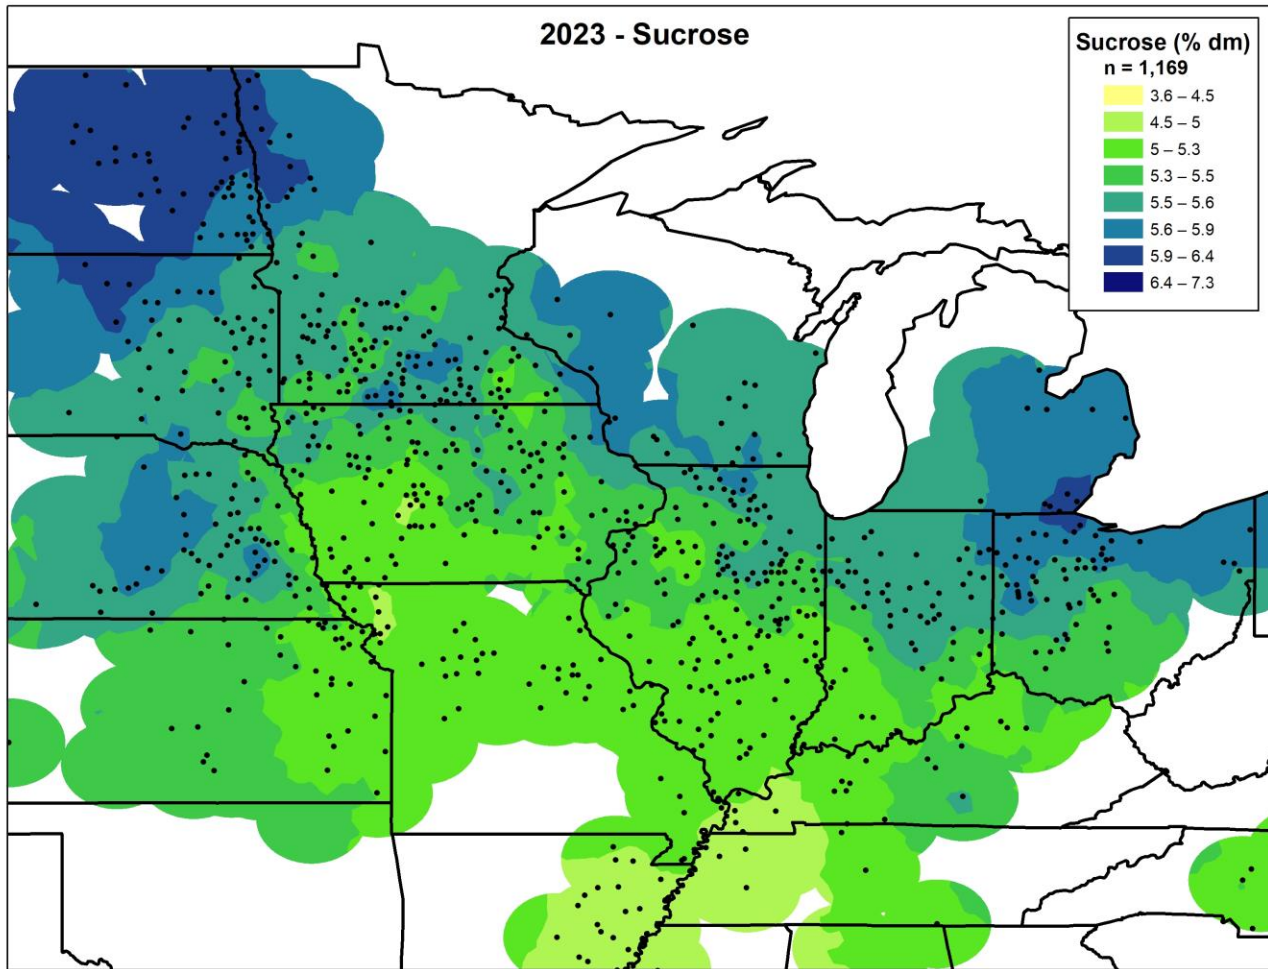 2023 - Sucrose
Sucrose (% dm)
n = 1,169
3.6 – 4.5
4.5 – 5
5 – 5.3
5.3 – 5.5
5.5 – 5.6
5.6 – 5.9
5.9 – 6.4
6.4 – 7.3